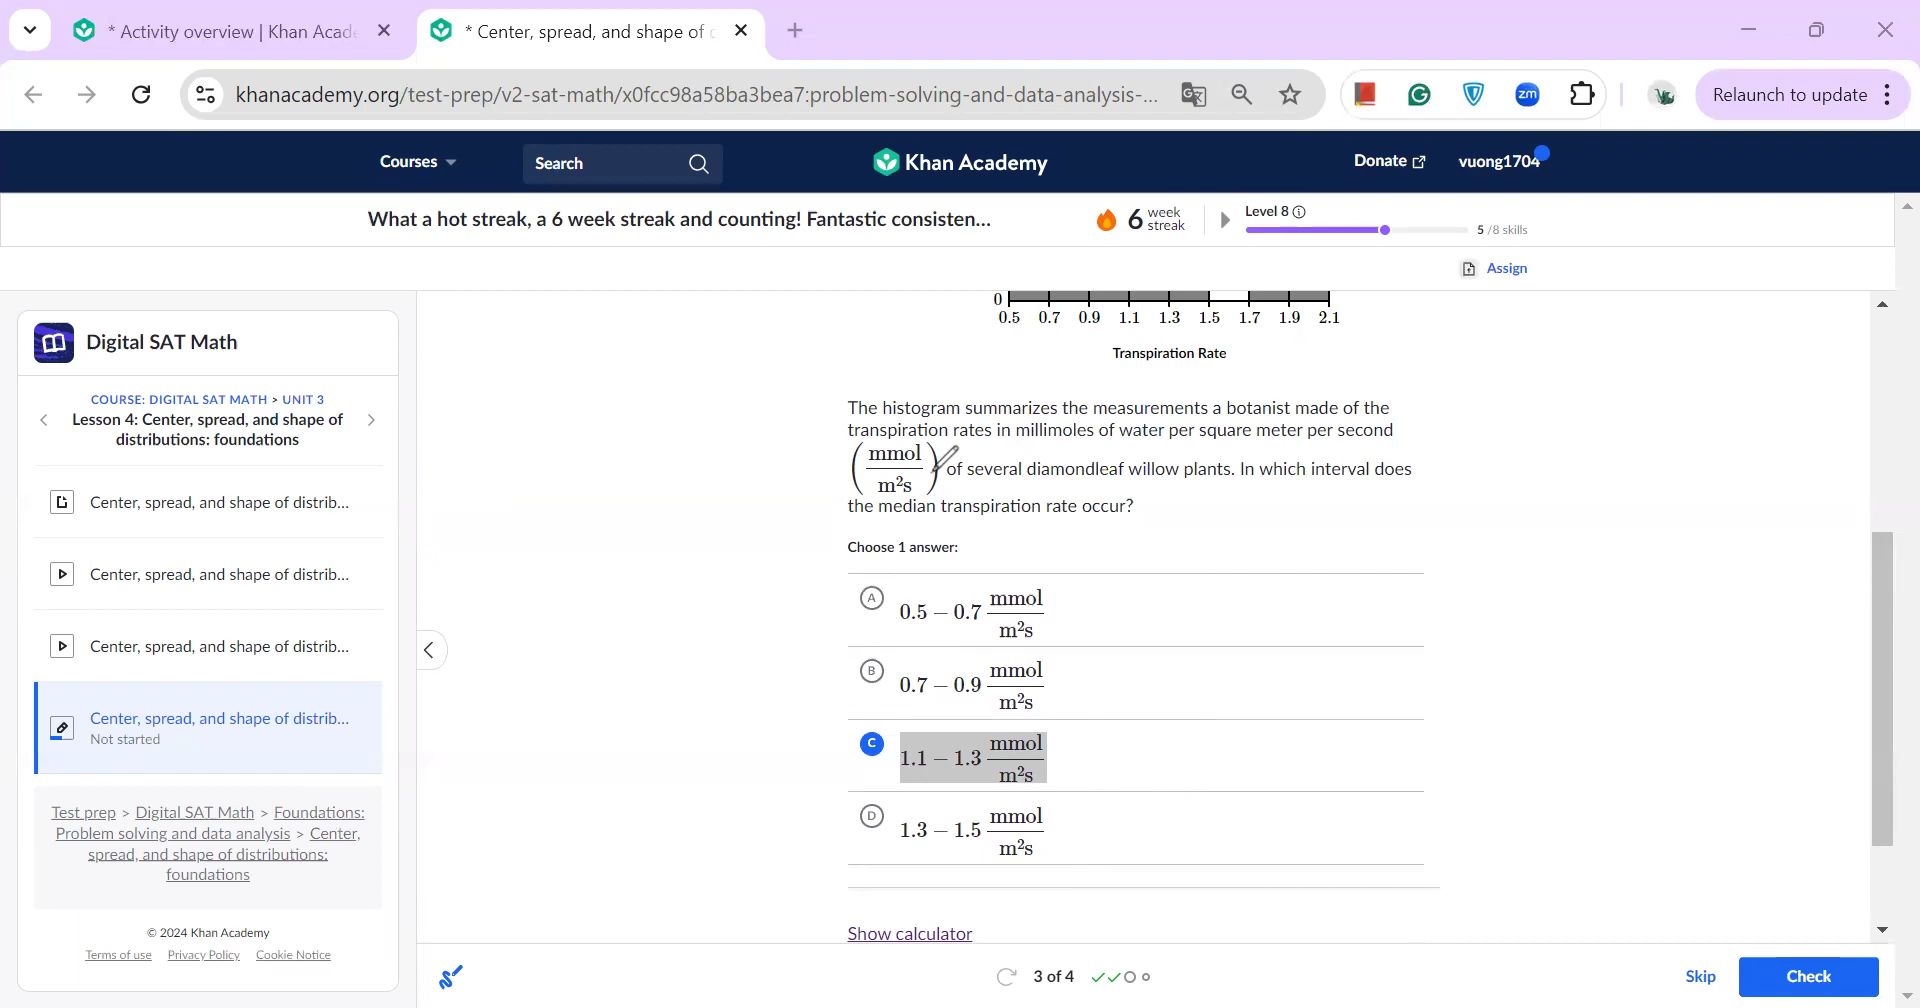 * Activity overview | Khan Acade
* Center, spread, and shape of
khanacademy.org/test-prep/v2-sat-math/x0fcc98a58ba3bea7:problem-solving-and-data-analysis-...
zm
Relaunch to update
Courses
Search
Khan Academy
Donate
vuong1704
What a hot streak, a 6 week streak and counting! Fantastic consisten...
6 week streak
Level 8
5 /8 skills
Assign
Digital SAT Math
COURSE: DIGITAL SAT MATH > UNIT 3
Lesson 4: Center, spread, and shape of
distributions: foundations
Center, spread, and shape of distrib...
Center, spread, and shape of distrib...
Center, spread, and shape of distrib...
Center, spread, and shape of distrib...
Not started
Test prep > Digital SAT Math > Foundations:
Problem solving and data analysis > Center,
spread, and shape of distributions:
foundations
© 2024 Khan Academy
Terms of use Privacy Policy Cookie Notice
0
0.5 0.7 0.9 1.1 1.3 1.5 1.7 1.9 2.1
Transpiration Rate
The histogram summarizes the measurements a botanist made of the
transpiration rates in millimoles of water per square meter per second
(mmol/m²s) of several diamondleaf willow plants. In which interval does
the median transpiration rate occur?
Choose 1 answer:
A 0.5 – 0.7 mmol/m²s
B 0.7 – 0.9 mmol/m²s
C 1.1 – 1.3 mmol/m²s
D 1.3 – 1.5 mmol/m²s
Show calculator
3 of 4
Skip
Check